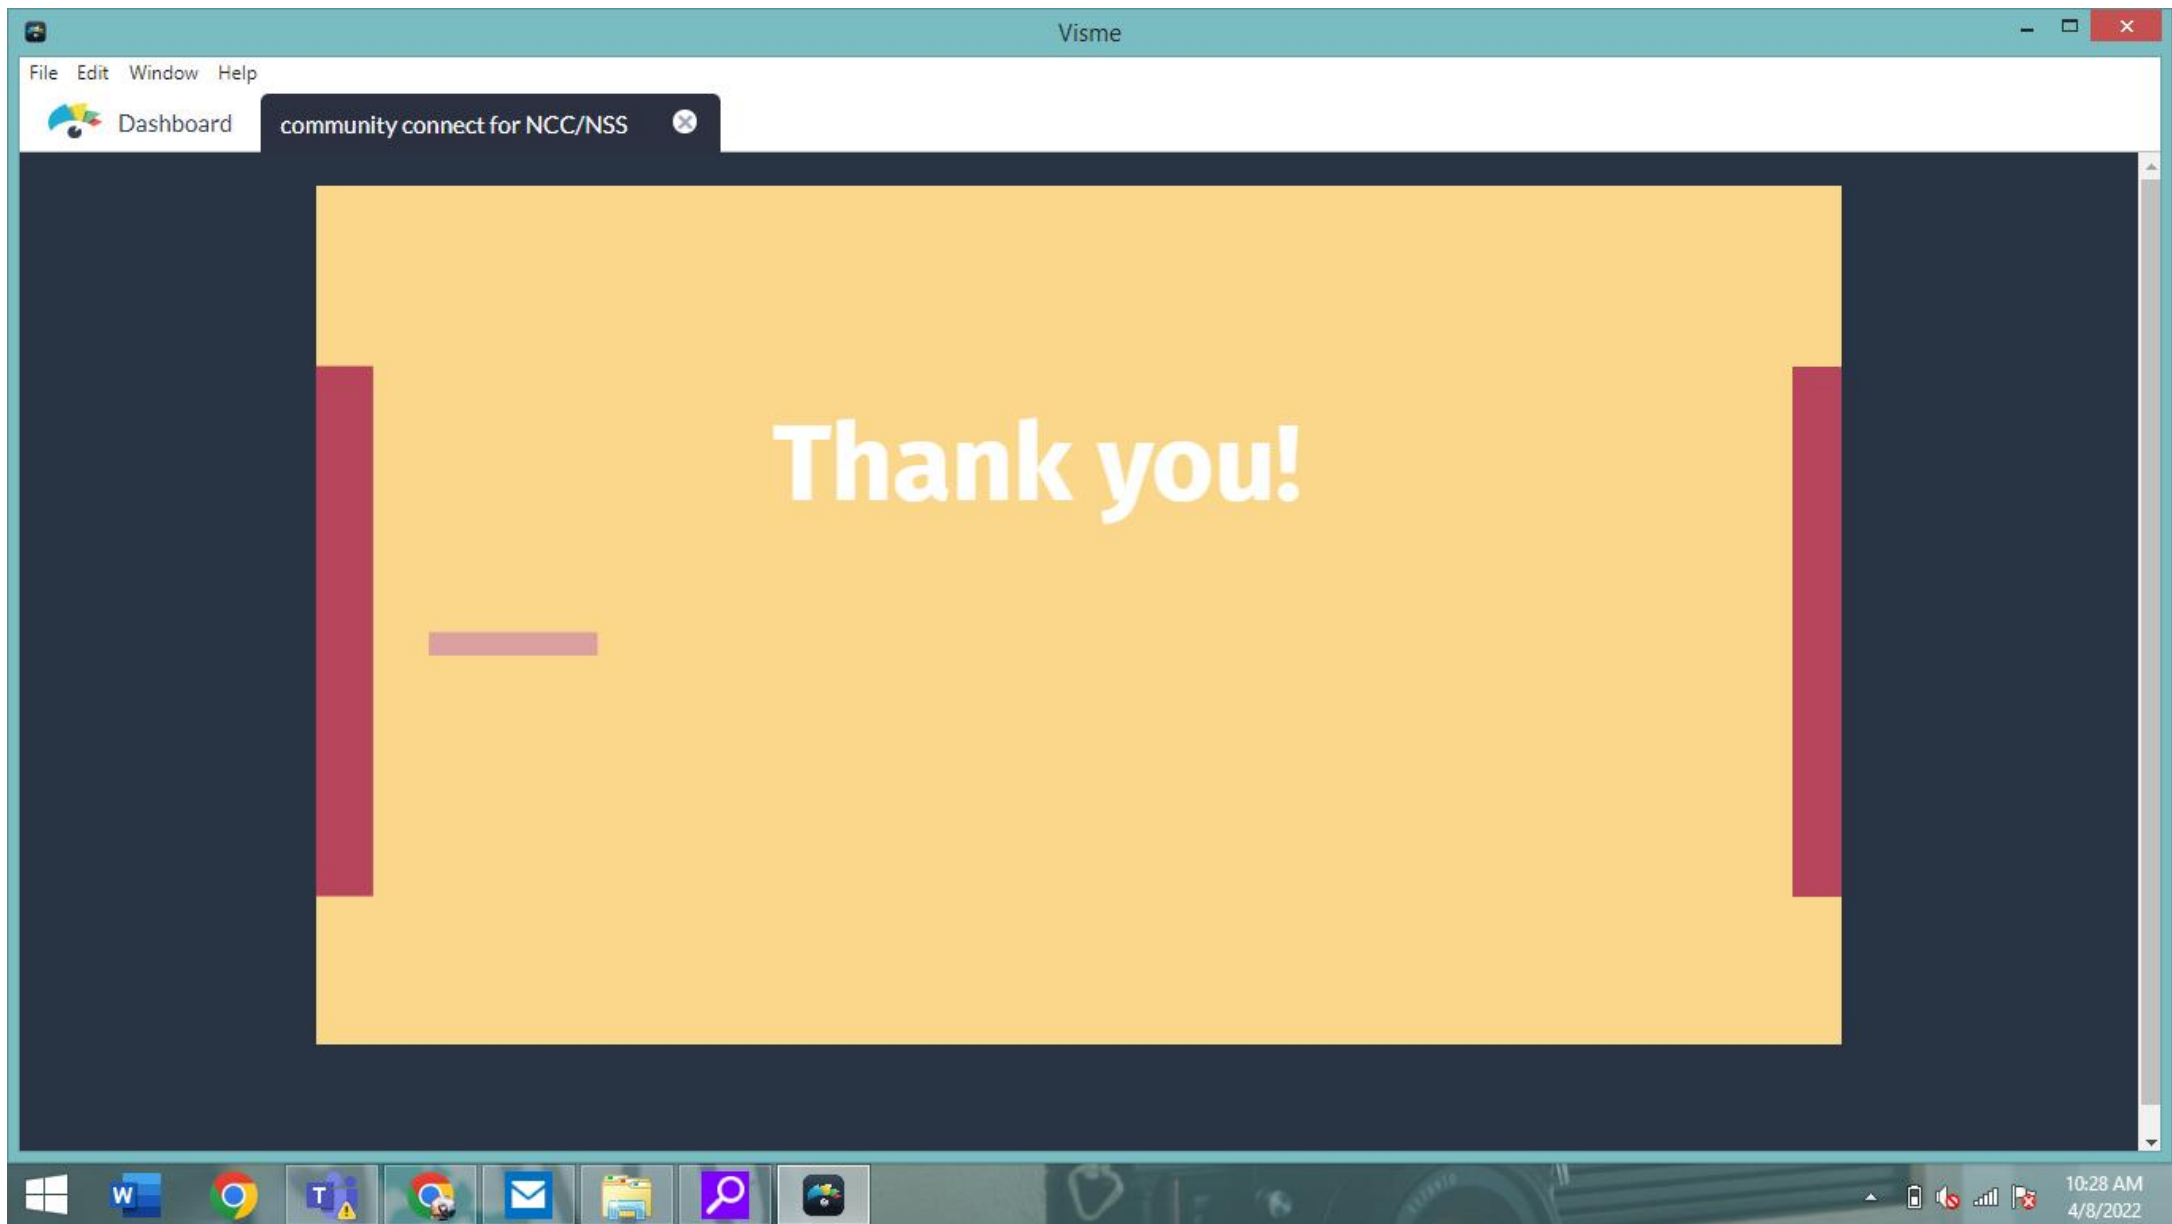 Visme
File Edit Window Help
Dashboard
community connect for NCC/NSS
Thank you!
W
T
10:28 AM
4/8/2022